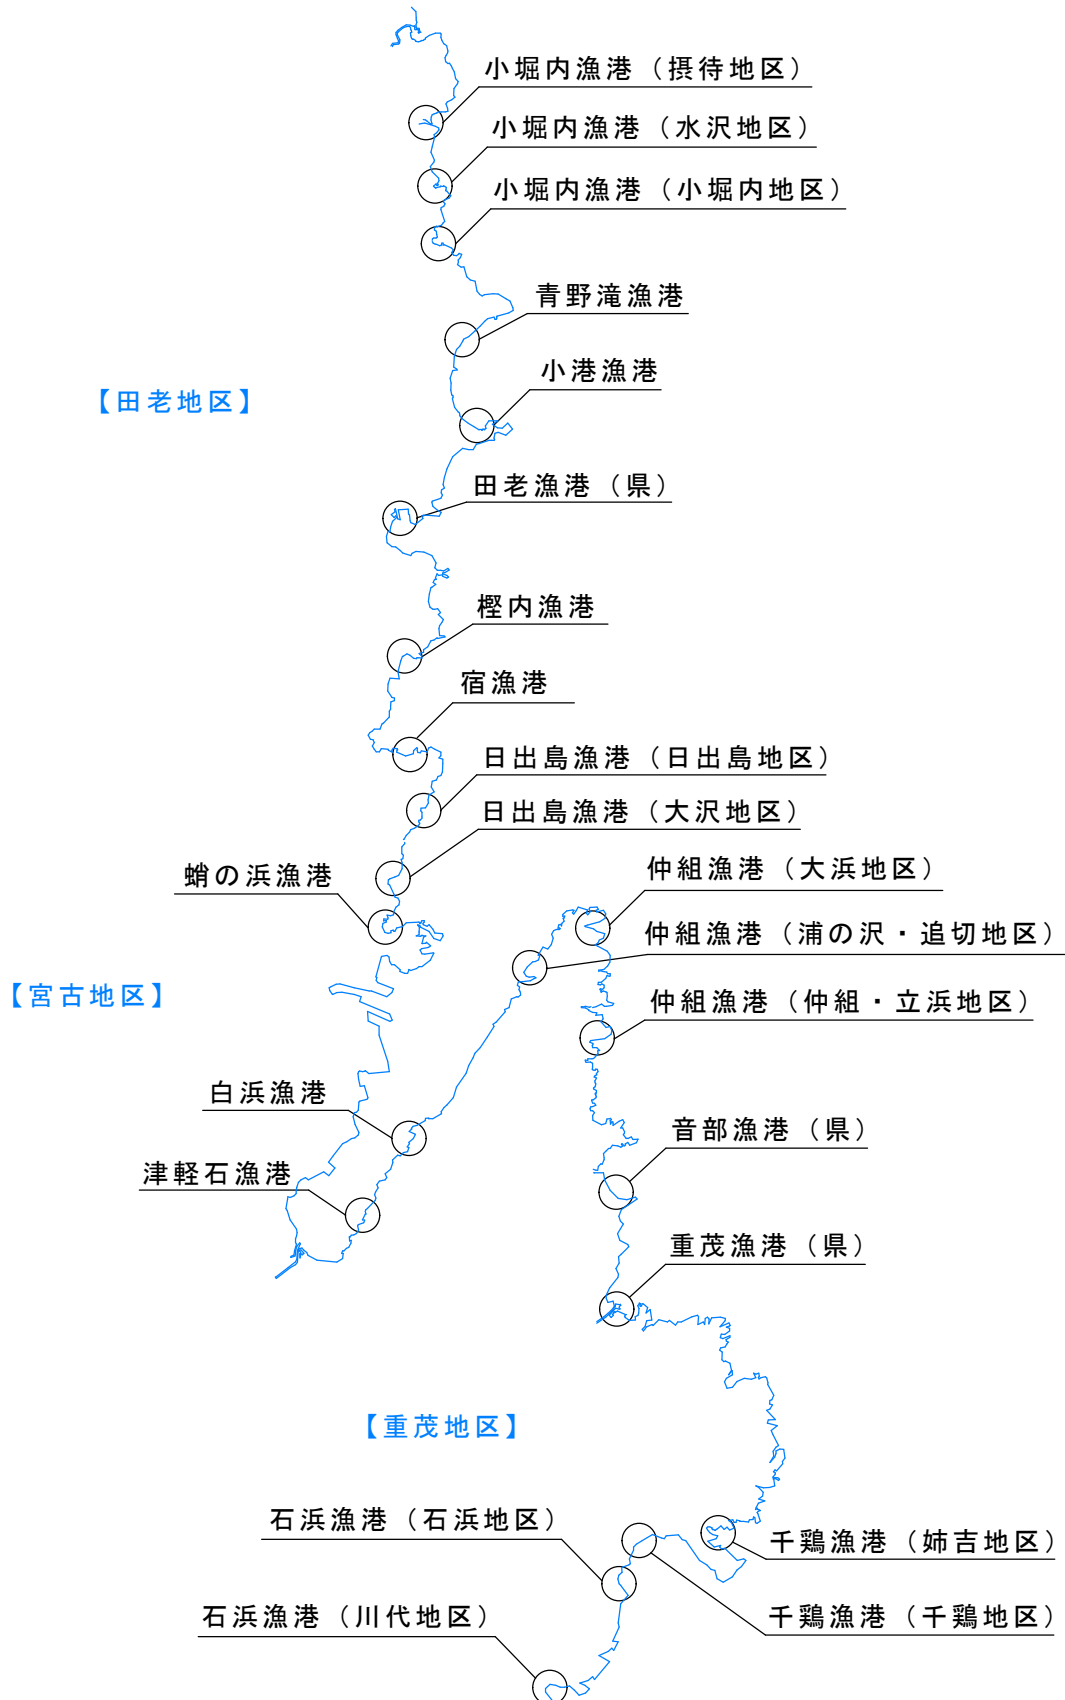 小堀内漁港（摂待地区）
小堀内漁港（水沢地区）
小堀内漁港（小堀内地区）
青野滝漁港
小港漁港
【田老地区】
田老漁港（県）
樫内漁港
宿漁港
日出島漁港（日出島地区）
日出島漁港（大沢地区）
蛸の浜漁港
仲組漁港（大浜地区）
仲組漁港（浦の沢・追切地区）
【宮古地区】
仲組漁港（仲組・立浜地区）
白浜漁港
音部漁港（県）
津軽石漁港
重茂漁港（県）
【重茂地区】
石浜漁港（石浜地区）
千鶏漁港（姉吉地区）
石浜漁港（川代地区）
千鶏漁港（千鶏地区）